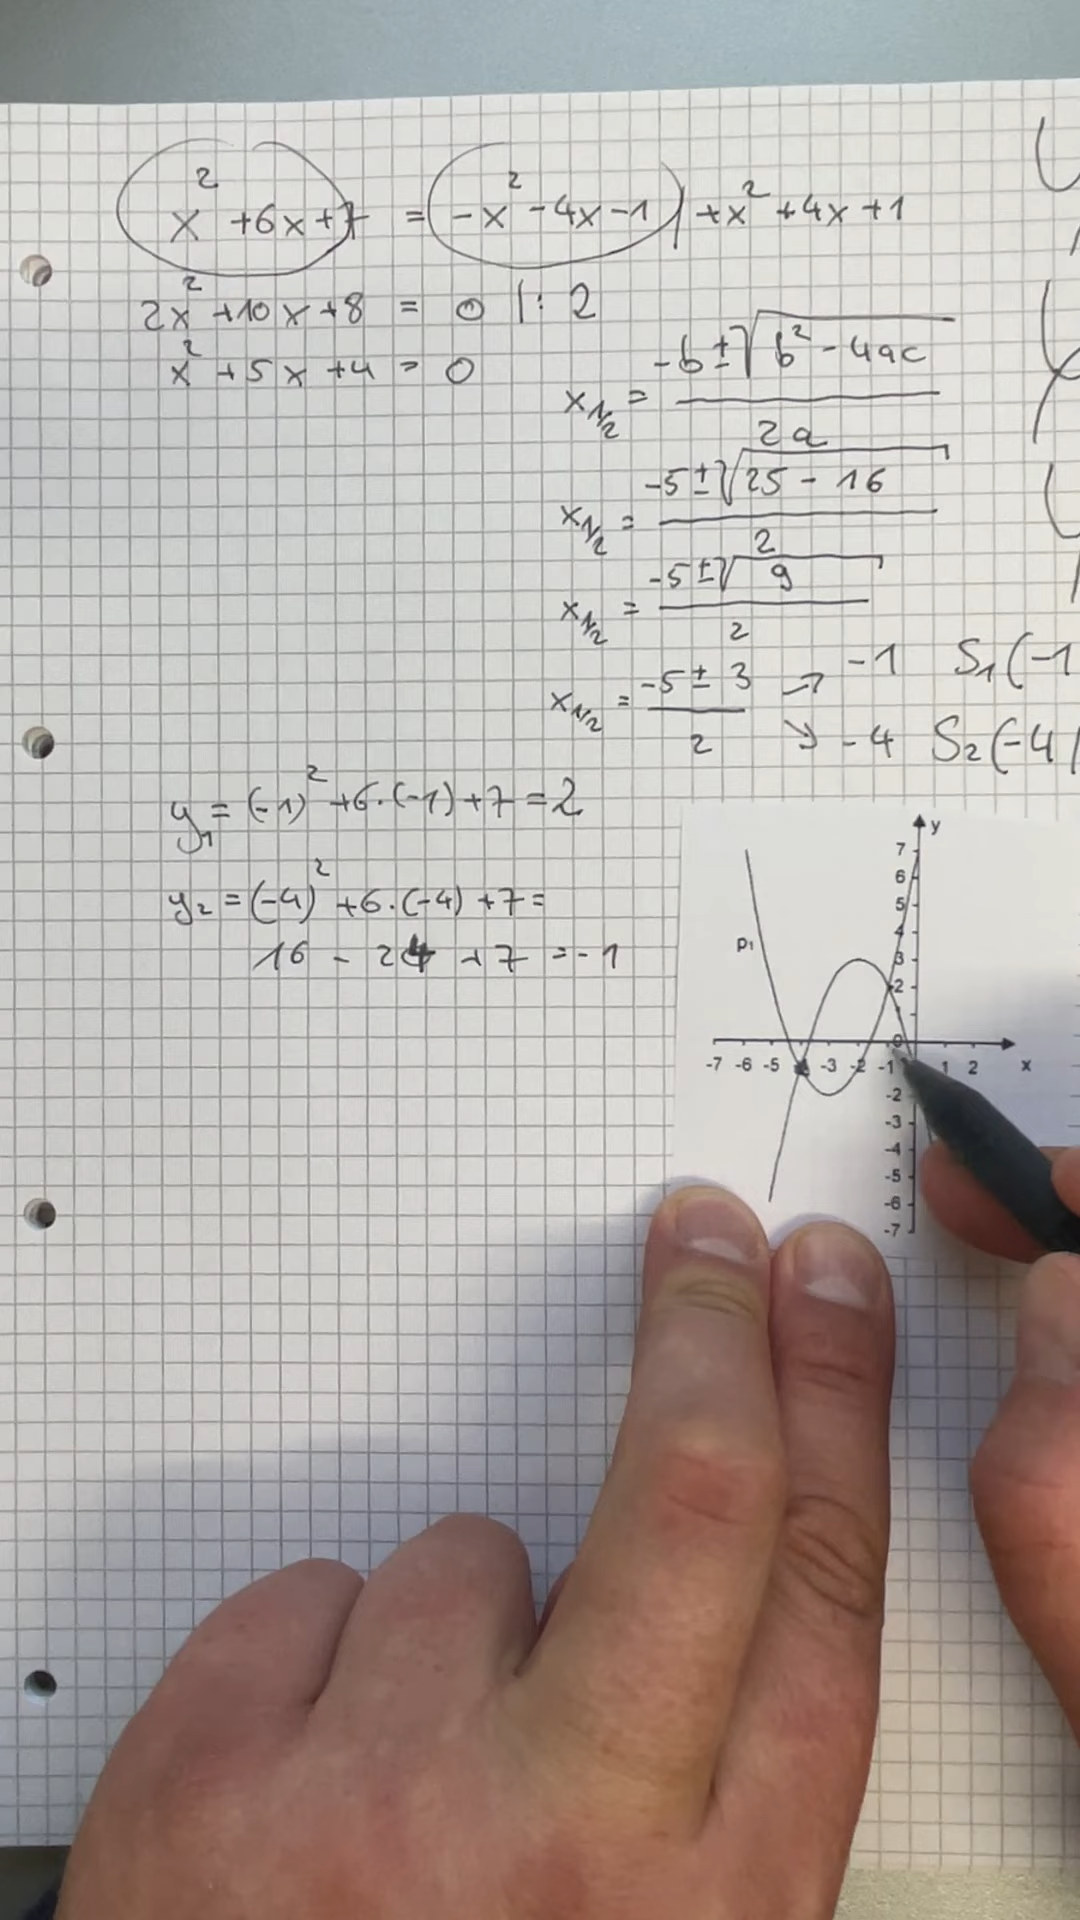 x² +6x+7 = -x² -4x -1 | +x² +4x +1
2x² +10x +8 = 0 |: 2
x² +5x +4 = 0
x1/2 = (-b ± √(b² - 4ac)) / 2a
x1/2 = (-5 ± √(25 - 16)) / 2
x1/2 = (-5 ± √9) / 2
x1/2 = (-5 ± 3) / 2 → -1 S1(-1
↘ -4 S2(-4 |
y1 = (-1)² +6·(-1) +7 = 2
y2 = (-4)² +6·(-4) +7 =
16 - 24 +7 = -1
y
7
6
5
4
p1
3
2
1
0
-7 -6 -5 -3 -2 -1 1 2 x
-2
-3
-4
-5
-6
-7